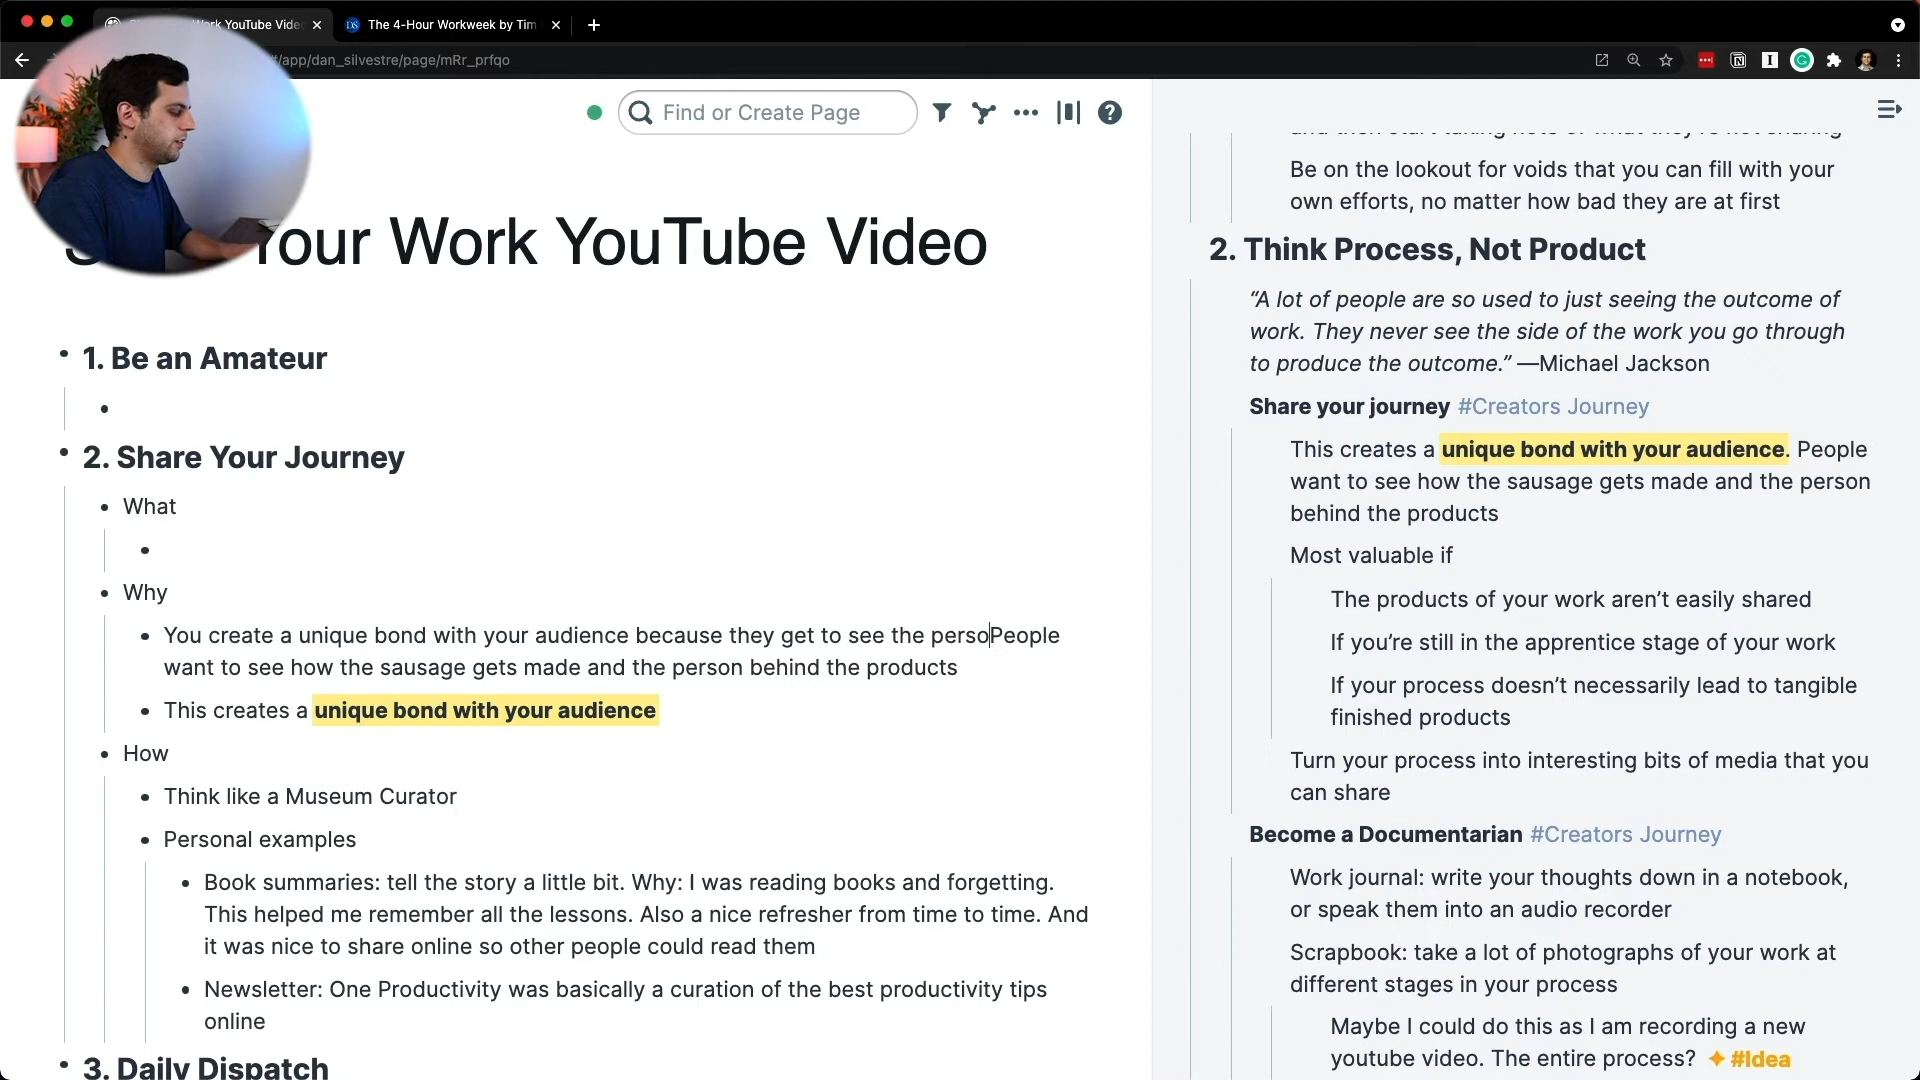 Work YouTube Vide
The 4-Hour Workweek by Tim
/app/dan_silvestre/page/mRr_prfqo
Find or Create Page
Your Work YouTube Video
1. Be an Amateur
2. Share Your Journey
What
Why
You create a unique bond with your audience because they get to see the persoPeople
want to see how the sausage gets made and the person behind the products
This creates a unique bond with your audience
How
Think like a Museum Curator
Personal examples
Book summaries: tell the story a little bit. Why: I was reading books and forgetting.
This helped me remember all the lessons. Also a nice refresher from time to time. And
it was nice to share online so other people could read them
Newsletter: One Productivity was basically a curation of the best productivity tips
online
3. Daily Dispatch
Be on the lookout for voids that you can fill with your
own efforts, no matter how bad they are at first
2. Think Process, Not Product
“A lot of people are so used to just seeing the outcome of
work. They never see the side of the work you go through
to produce the outcome.” —Michael Jackson
Share your journey #Creators Journey
This creates a unique bond with your audience. People
want to see how the sausage gets made and the person
behind the products
Most valuable if
The products of your work aren’t easily shared
If you’re still in the apprentice stage of your work
If your process doesn’t necessarily lead to tangible
finished products
Turn your process into interesting bits of media that you
can share
Become a Documentarian #Creators Journey
Work journal: write your thoughts down in a notebook,
or speak them into an audio recorder
Scrapbook: take a lot of photographs of your work at
different stages in your process
Maybe I could do this as I am recording a new
youtube video. The entire process? #Idea